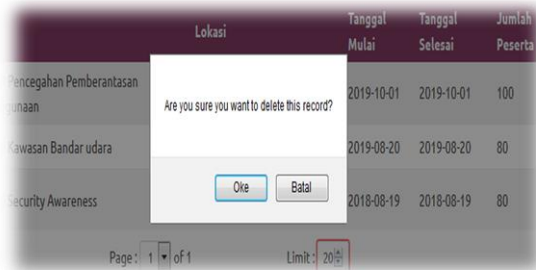 Lokasi
Tanggal Mulai
Tanggal Selesai
Jumlah Peserta
Pencegahan Pemberantasan
gunaan
2019-10-01 2019-10-01 100
Are you sure you want to delete this record?
Kawasan Bandar udara
2019-08-20 2019-08-20 80
Oke Batal
Security Awareness
2018-08-19 2018-08-19 80
Page : 1 of 1 Limit : 20